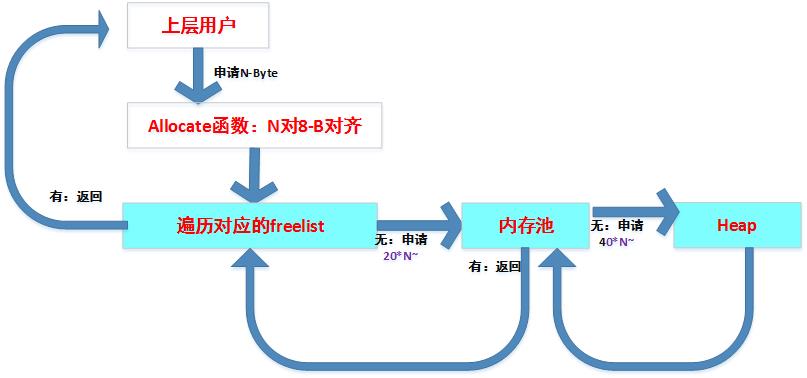 上层用户
申请N-Byte
Allocate函数：N对8-B对齐
有：返回
遍历对应的freelist
无：申请
20*N~
内存池
有：返回
无：申请
40*N~
Heap